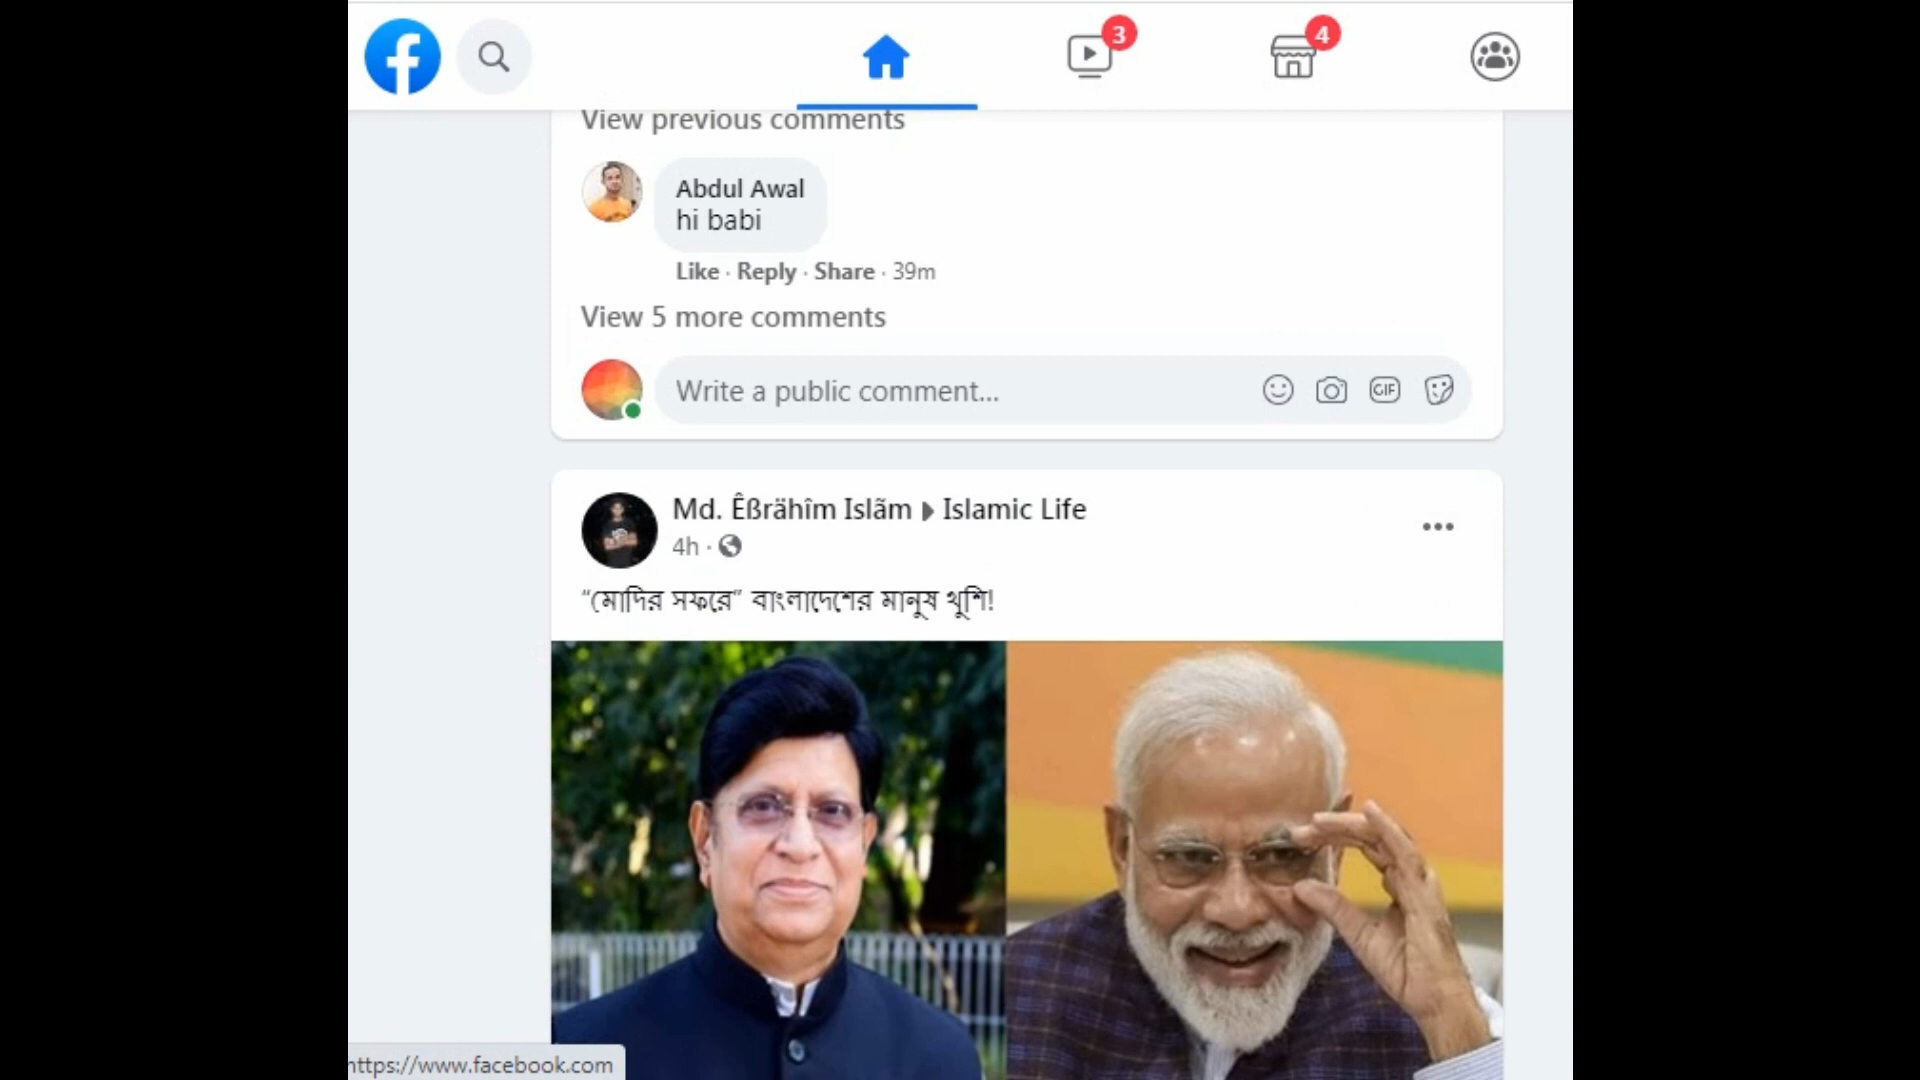 3
4
View previous comments
Abdul Awal
hi babi
Like · Reply · Share · 39m
View 5 more comments
Write a public comment...
GIF
Md. Êßrähîm Islãm ▶ Islamic Life
4h ·
“মোদির সফরে” বাংলাদেশের মানুষ খুশি!
https://www.facebook.com